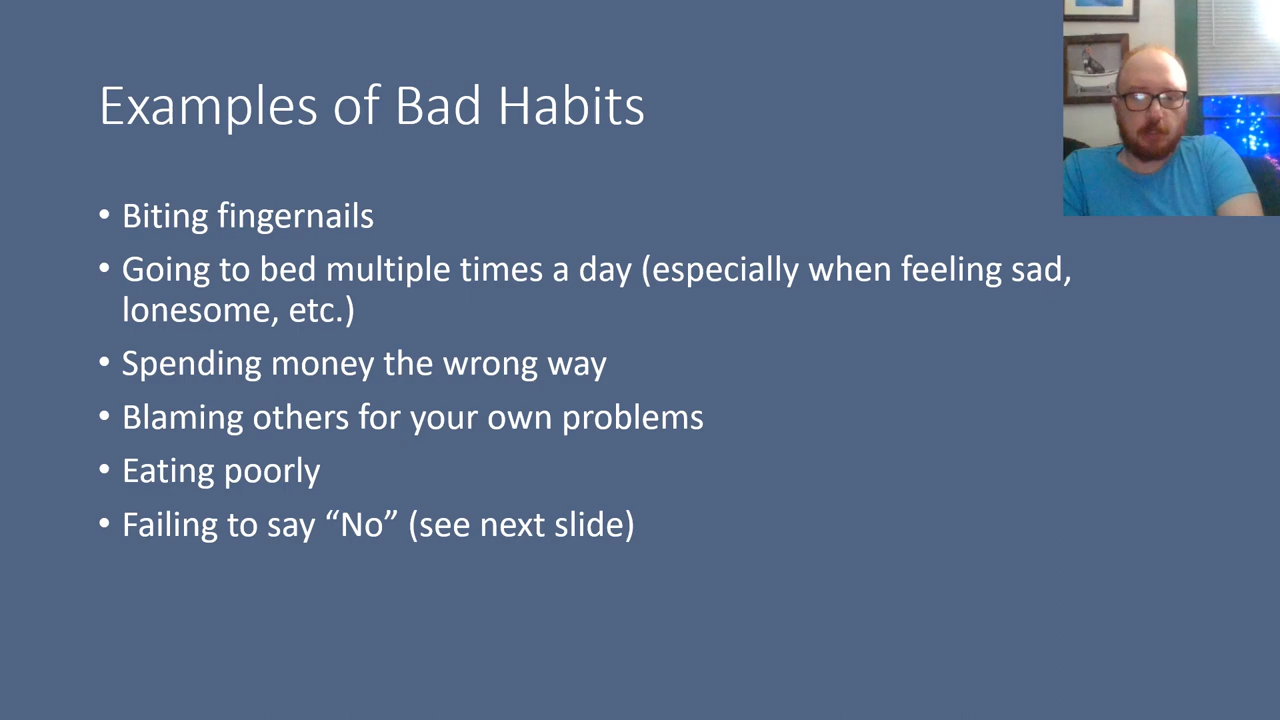 Examples of Bad Habits
• Biting fingernails
• Going to bed multiple times a day (especially when feeling sad,
lonesome, etc.)
• Spending money the wrong way
• Blaming others for your own problems
• Eating poorly
• Failing to say “No” (see next slide)